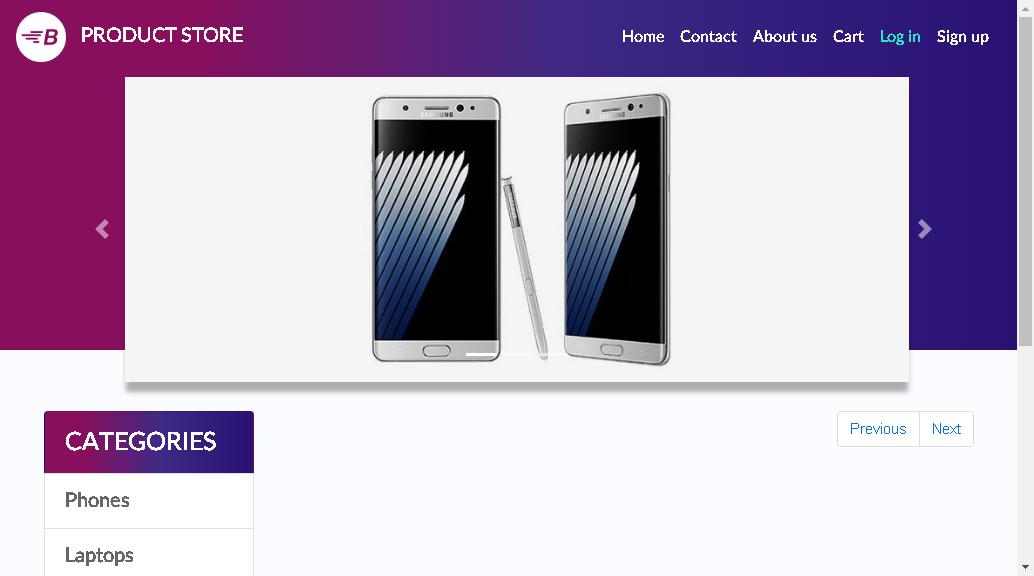 B PRODUCT STORE
Home Contact About us Cart Log in Sign up
SAMSUNG SAMSUNG
CATEGORIES
Previous Next
Phones
Laptops